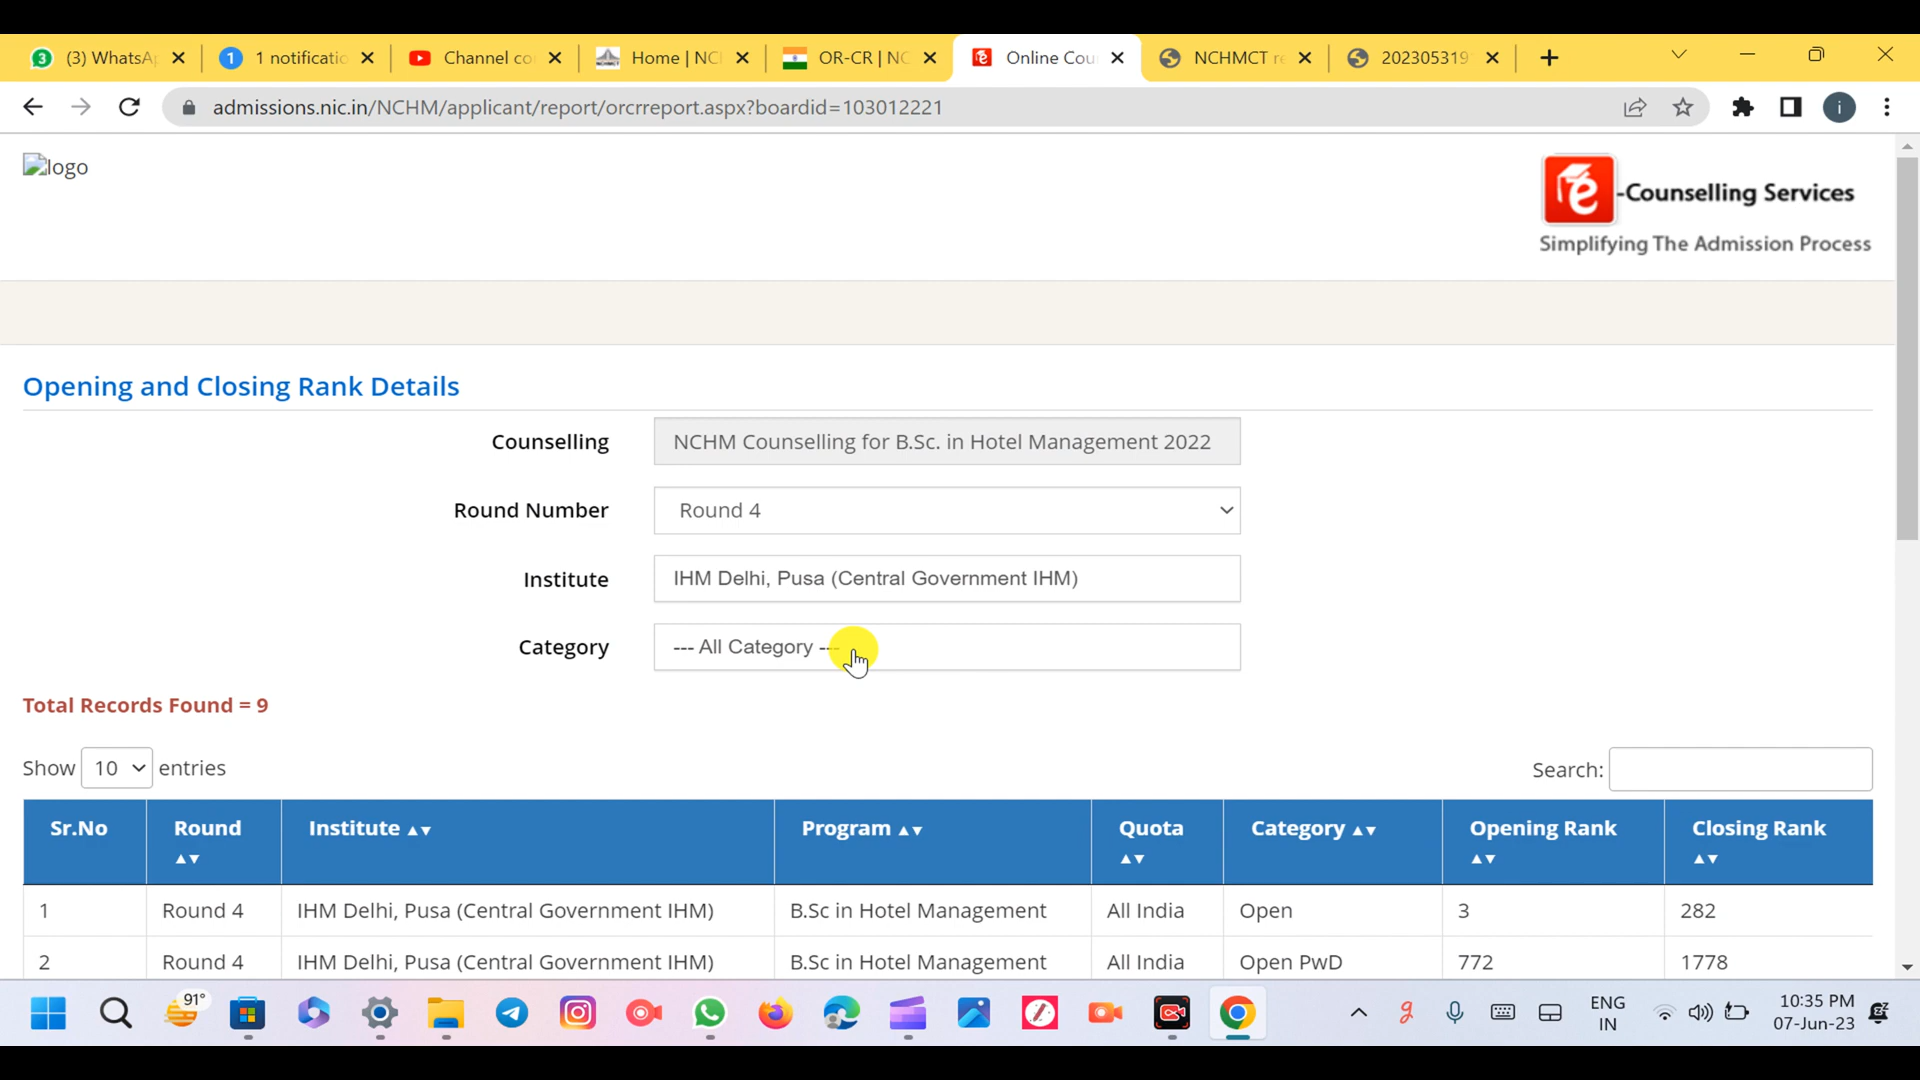 3 (3) WhatsAp
1 1 notificatio
Channel co
Home | NC
OR-CR | NC
Online Cou
NCHMCT re
202305319
admissions.nic.in/NCHM/applicant/report/orcrreport.aspx?boardid=103012221
i
logo
e-Counselling Services
Simplifying The Admission Process
Opening and Closing Rank Details
Counselling NCHM Counselling for B.Sc. in Hotel Management 2022
Round Number Round 4
Institute IHM Delhi, Pusa (Central Government IHM)
Category --- All Category ---
Total Records Found = 9
Show 10 entries Search:
Sr.No Round Institute Program Quota Category Opening Rank Closing Rank
1 Round 4 IHM Delhi, Pusa (Central Government IHM) B.Sc in Hotel Management All India Open 3 282
2 Round 4 IHM Delhi, Pusa (Central Government IHM) B.Sc in Hotel Management All India Open PwD 772 1778
91°
ENG 10:35 PM
IN 07-Jun-23